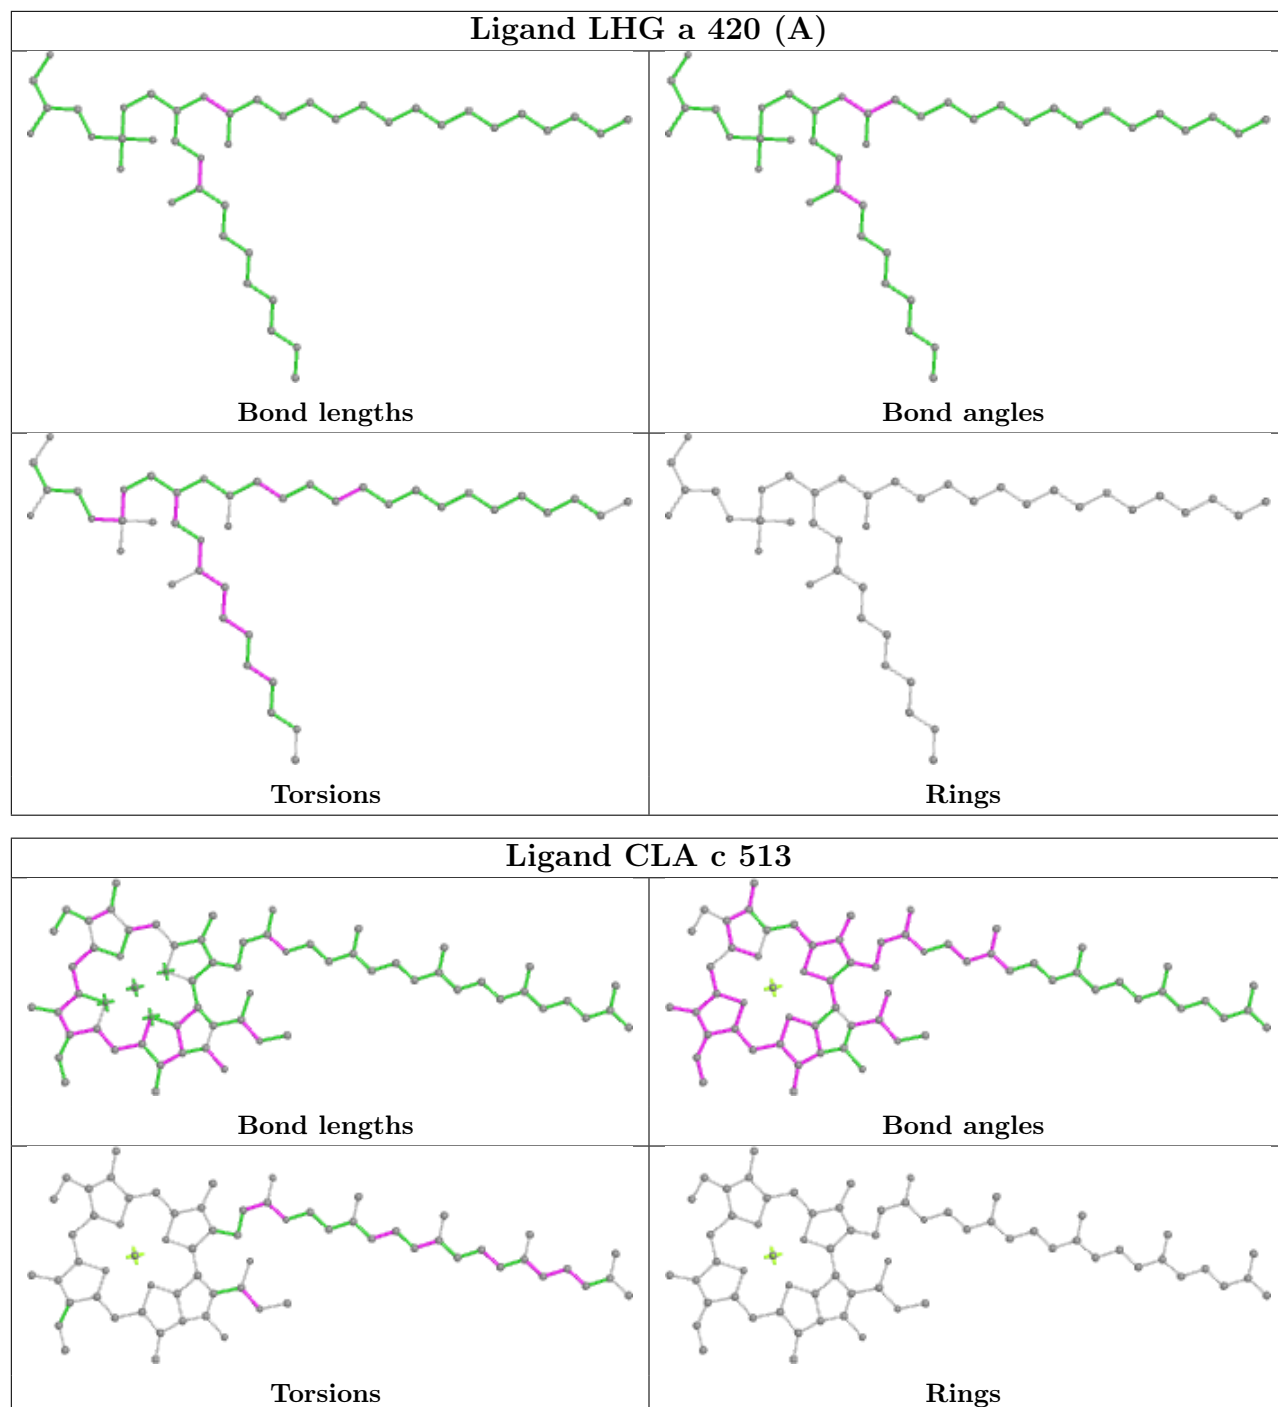 Ligand LHG a 420 (A)
Bond lengths
Bond angles
Torsions
Rings
Ligand CLA c 513
Bond lengths
Bond angles
Torsions
Rings